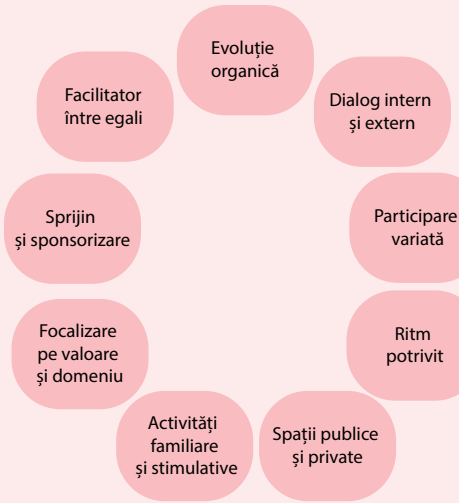 Evoluție
organică
Dialog intern
și extern
Participare
variată
Ritm
potrivit
Spații publice
și private
Activități
familiare
și stimulative
Focalizare
pe valoare
și domeniu
Sprijin
și sponsorizare
Facilitator
între egali